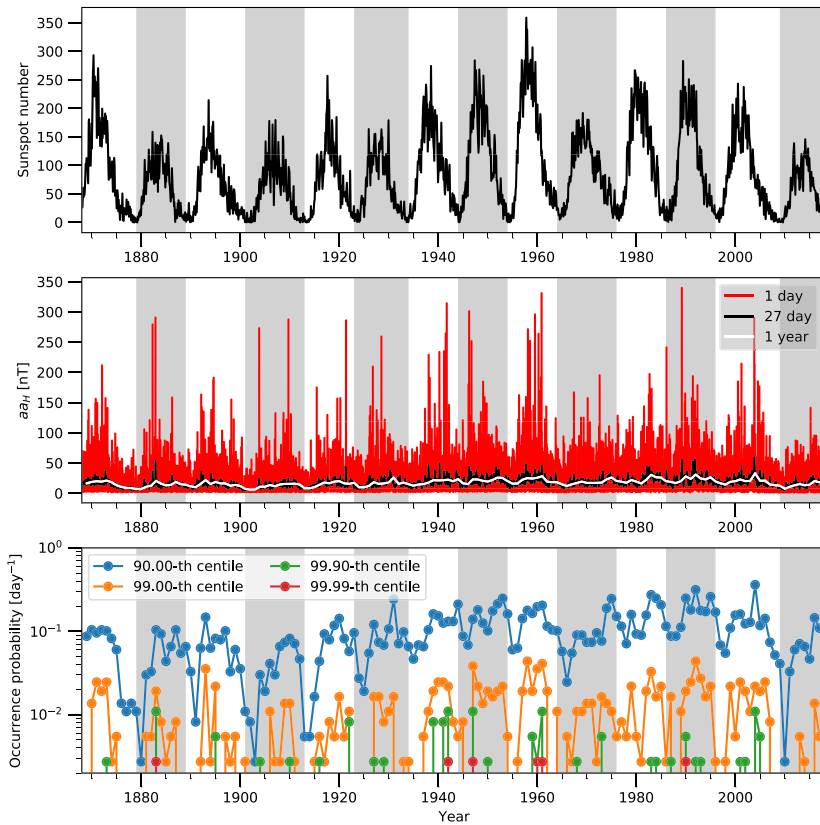 350
300
250
200
150
100
50
0
Sunspot number
1880 1900 1920 1940 1960 1980 2000
350
300
250
200
150
100
50
0
aa_H [nT]
1 day
27 day
1 year
1880 1900 1920 1940 1960 1980 2000
10^0
10^−1
10^−2
Occurrence probability [day^−1]
90.00-th centile 99.90-th centile
99.00-th centile 99.99-th centile
1880 1900 1920 1940 1960 1980 2000
Year